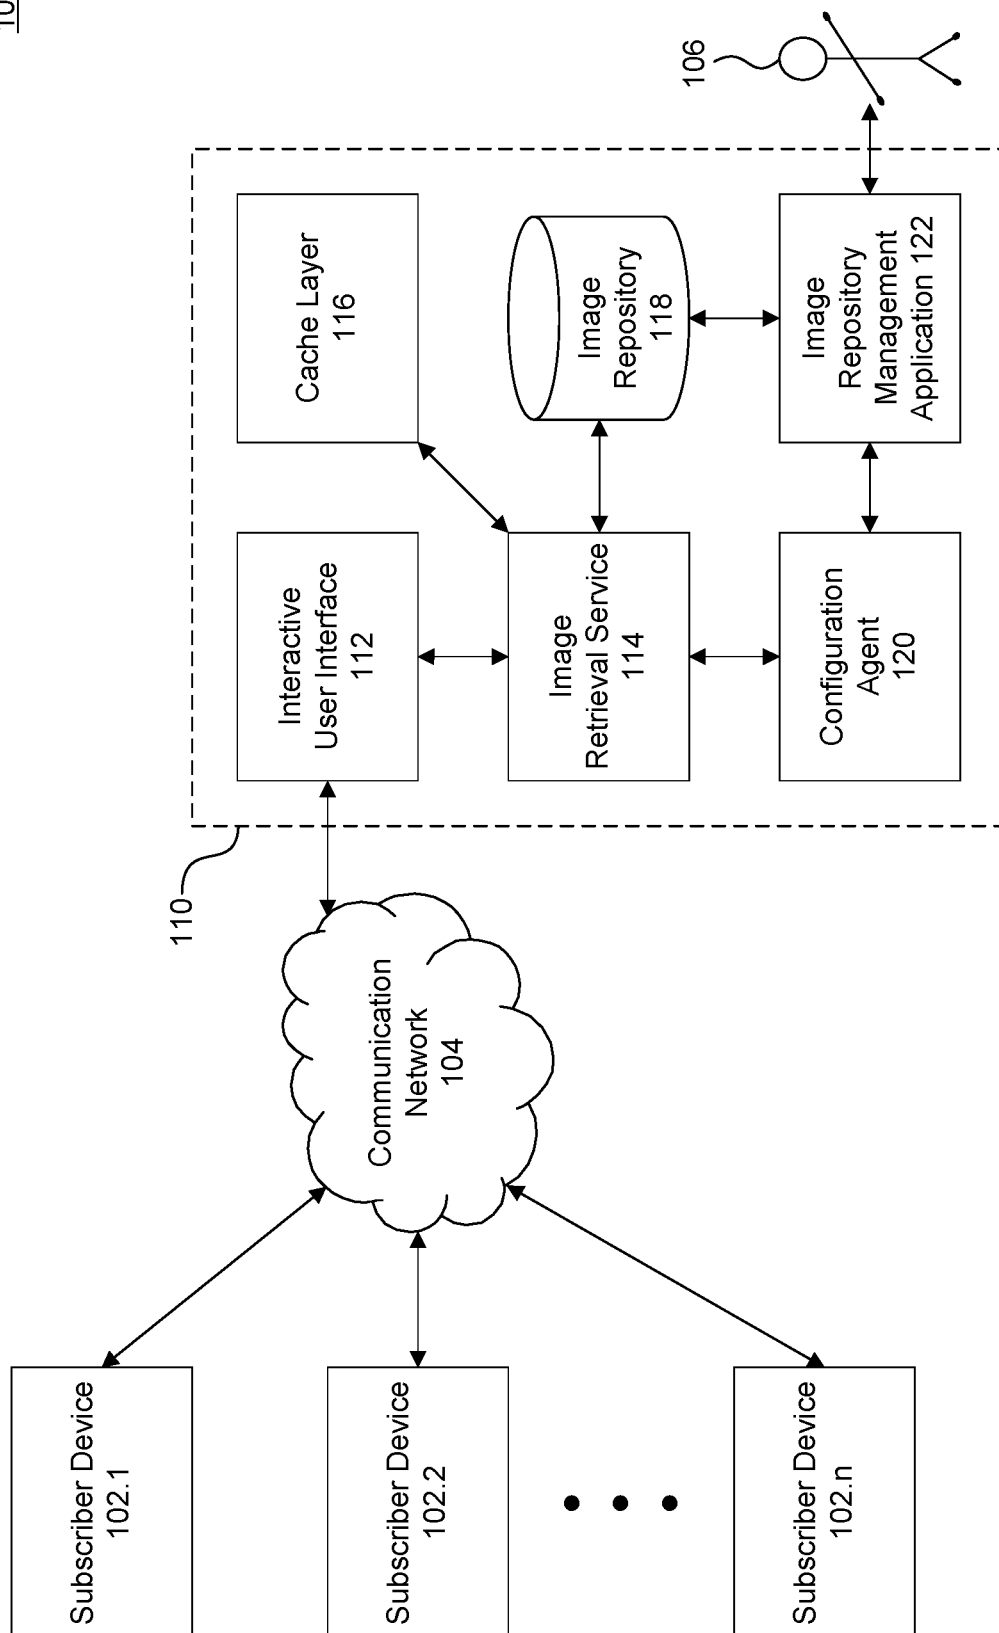 Subscriber Device
102.1
Subscriber Device
102.2
Subscriber Device
102.n
Communication
Network
104
110
Interactive
User Interface
112
Cache Layer
116
Image
Retrieval Service
114
Image
Repository
118
Configuration
Agent
120
Image
Repository
Management
Application 122
106